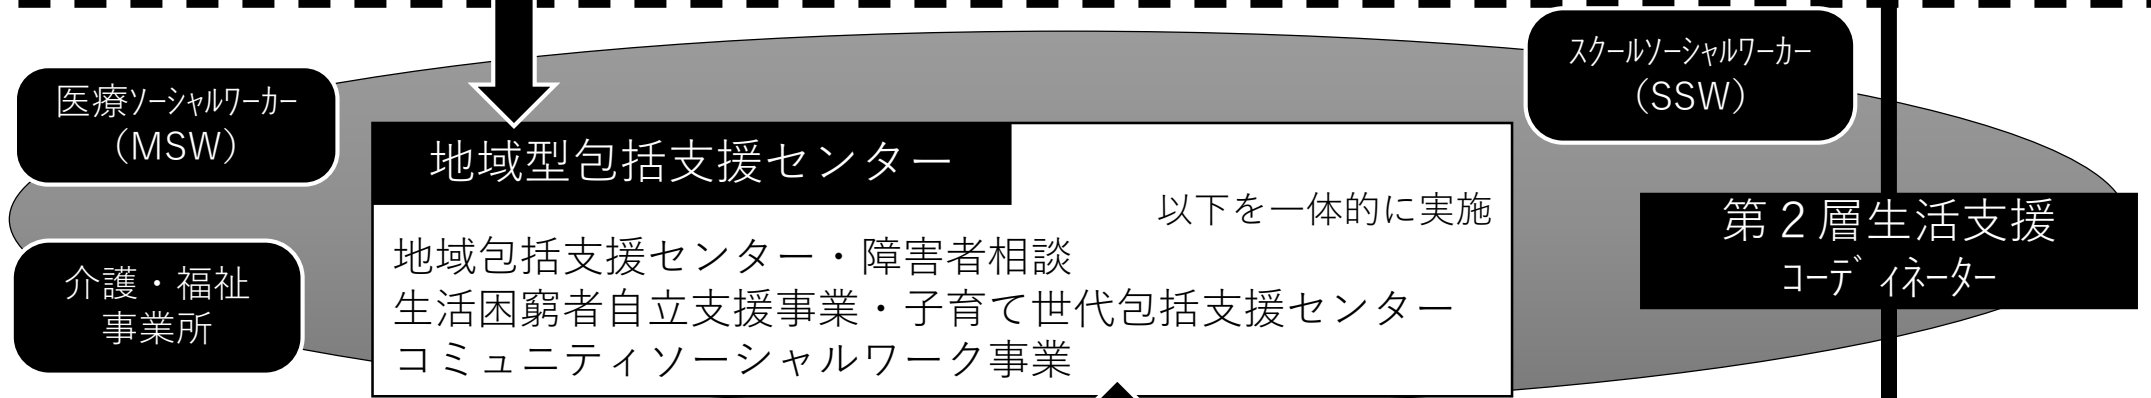 医療ｿｰｼｬﾙﾜｰｶｰ
（MSW）
介護・福祉
事業所
地域型包括支援センター
以下を一体的に実施
地域包括支援センター・障害者相談
生活困窮者自立支援事業・子育て世代包括支援センター
コミュニティソーシャルワーク事業
ｽｸｰﾙｿｰｼｬﾙﾜｰｶｰ
（SSW）
第２層生活支援
ｺｰﾃﾞｨﾈｰﾀｰ